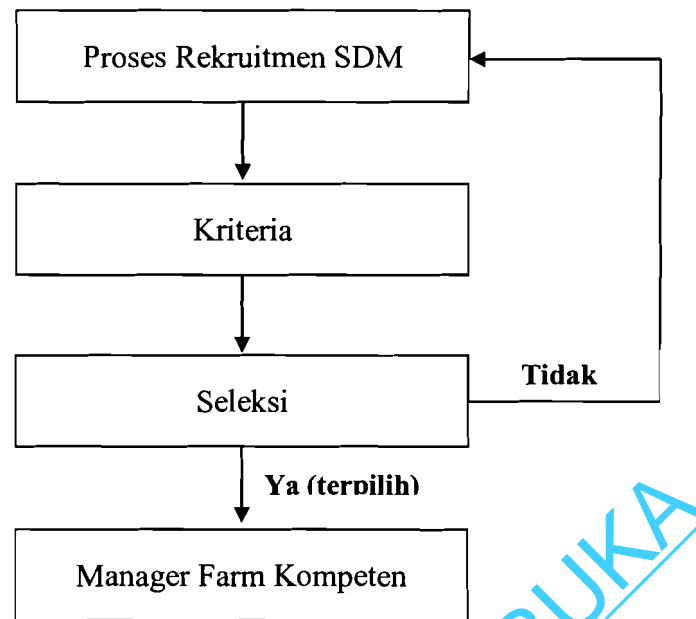 Proses Rekruitmen SDM
Kriteria
Tidak
Seleksi
Ya (terpilih)
Manager Farm Kompeten